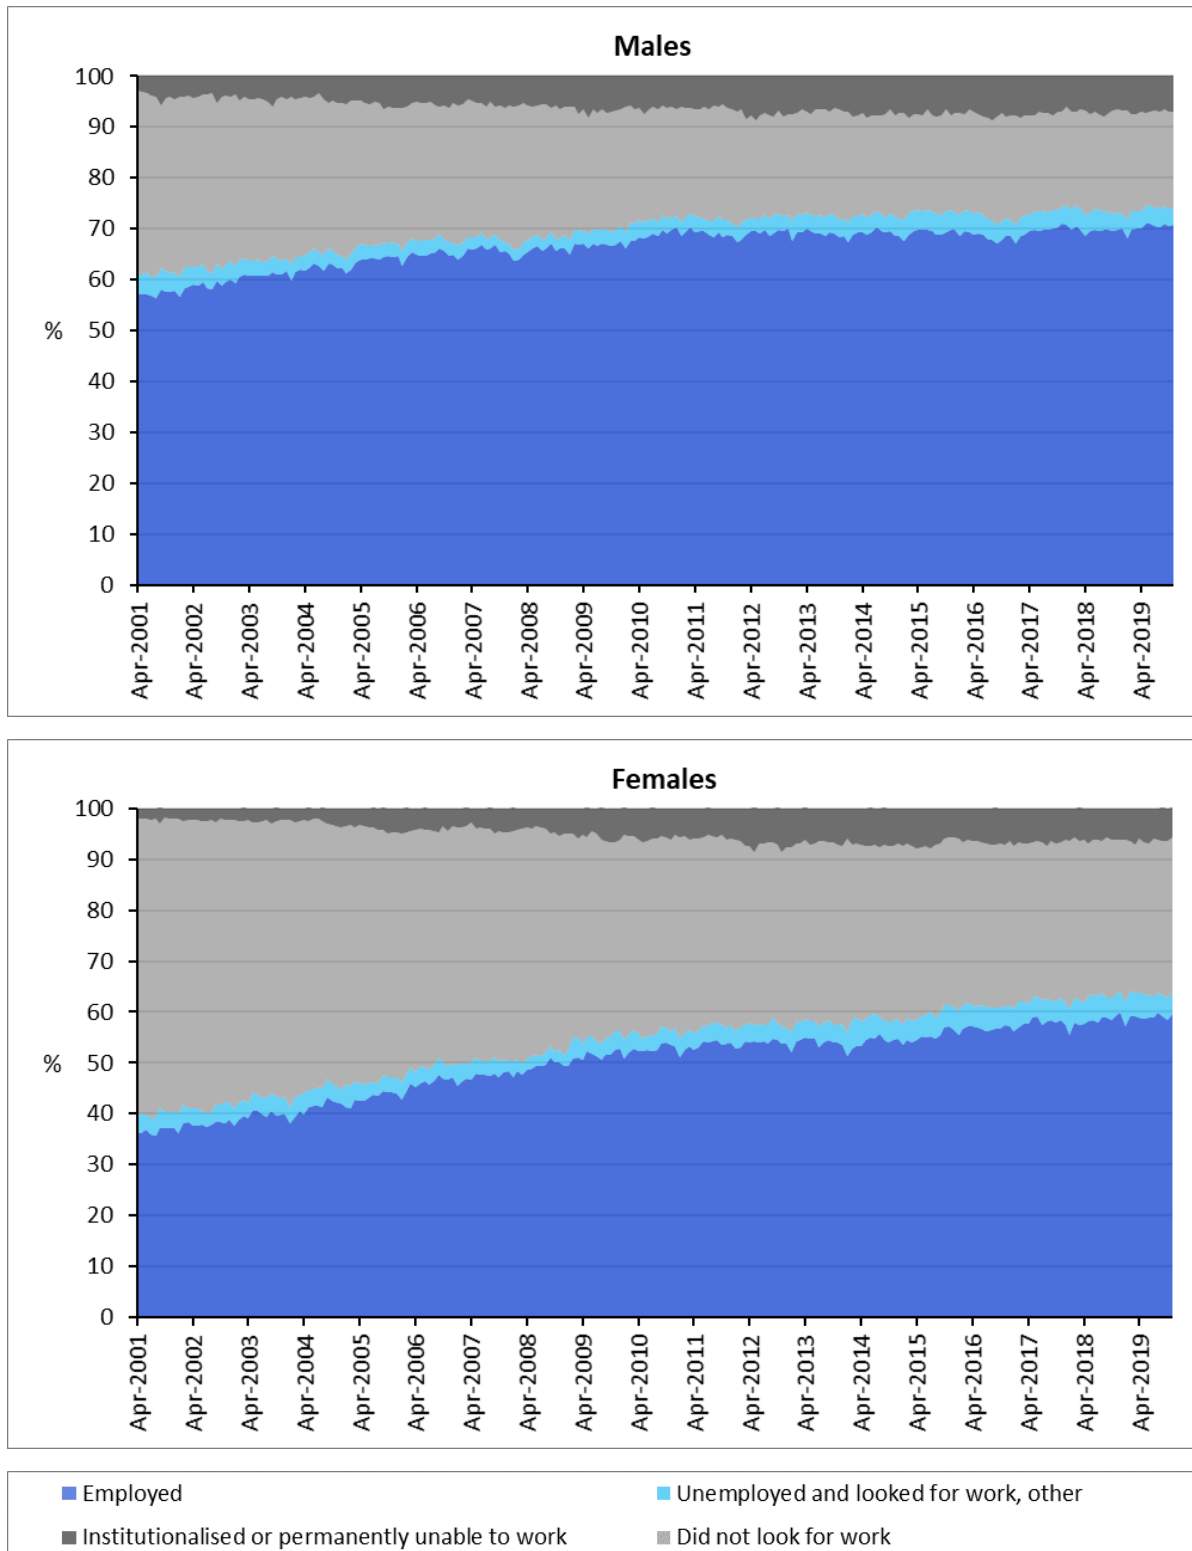 Males
100
90
80
70
60
50
%
40
30
20
10
0
Apr-2001
Apr-2002
Apr-2003
Apr-2004
Apr-2005
Apr-2006
Apr-2007
Apr-2008
Apr-2009
Apr-2010
Apr-2011
Apr-2012
Apr-2013
Apr-2014
Apr-2015
Apr-2016
Apr-2017
Apr-2018
Apr-2019
Females
100
90
80
70
60
50
%
40
30
20
10
0
Apr-2001
Apr-2002
Apr-2003
Apr-2004
Apr-2005
Apr-2006
Apr-2007
Apr-2008
Apr-2009
Apr-2010
Apr-2011
Apr-2012
Apr-2013
Apr-2014
Apr-2015
Apr-2016
Apr-2017
Apr-2018
Apr-2019
Employed
Unemployed and looked for work, other
Institutionalised or permanently unable to work
Did not look for work